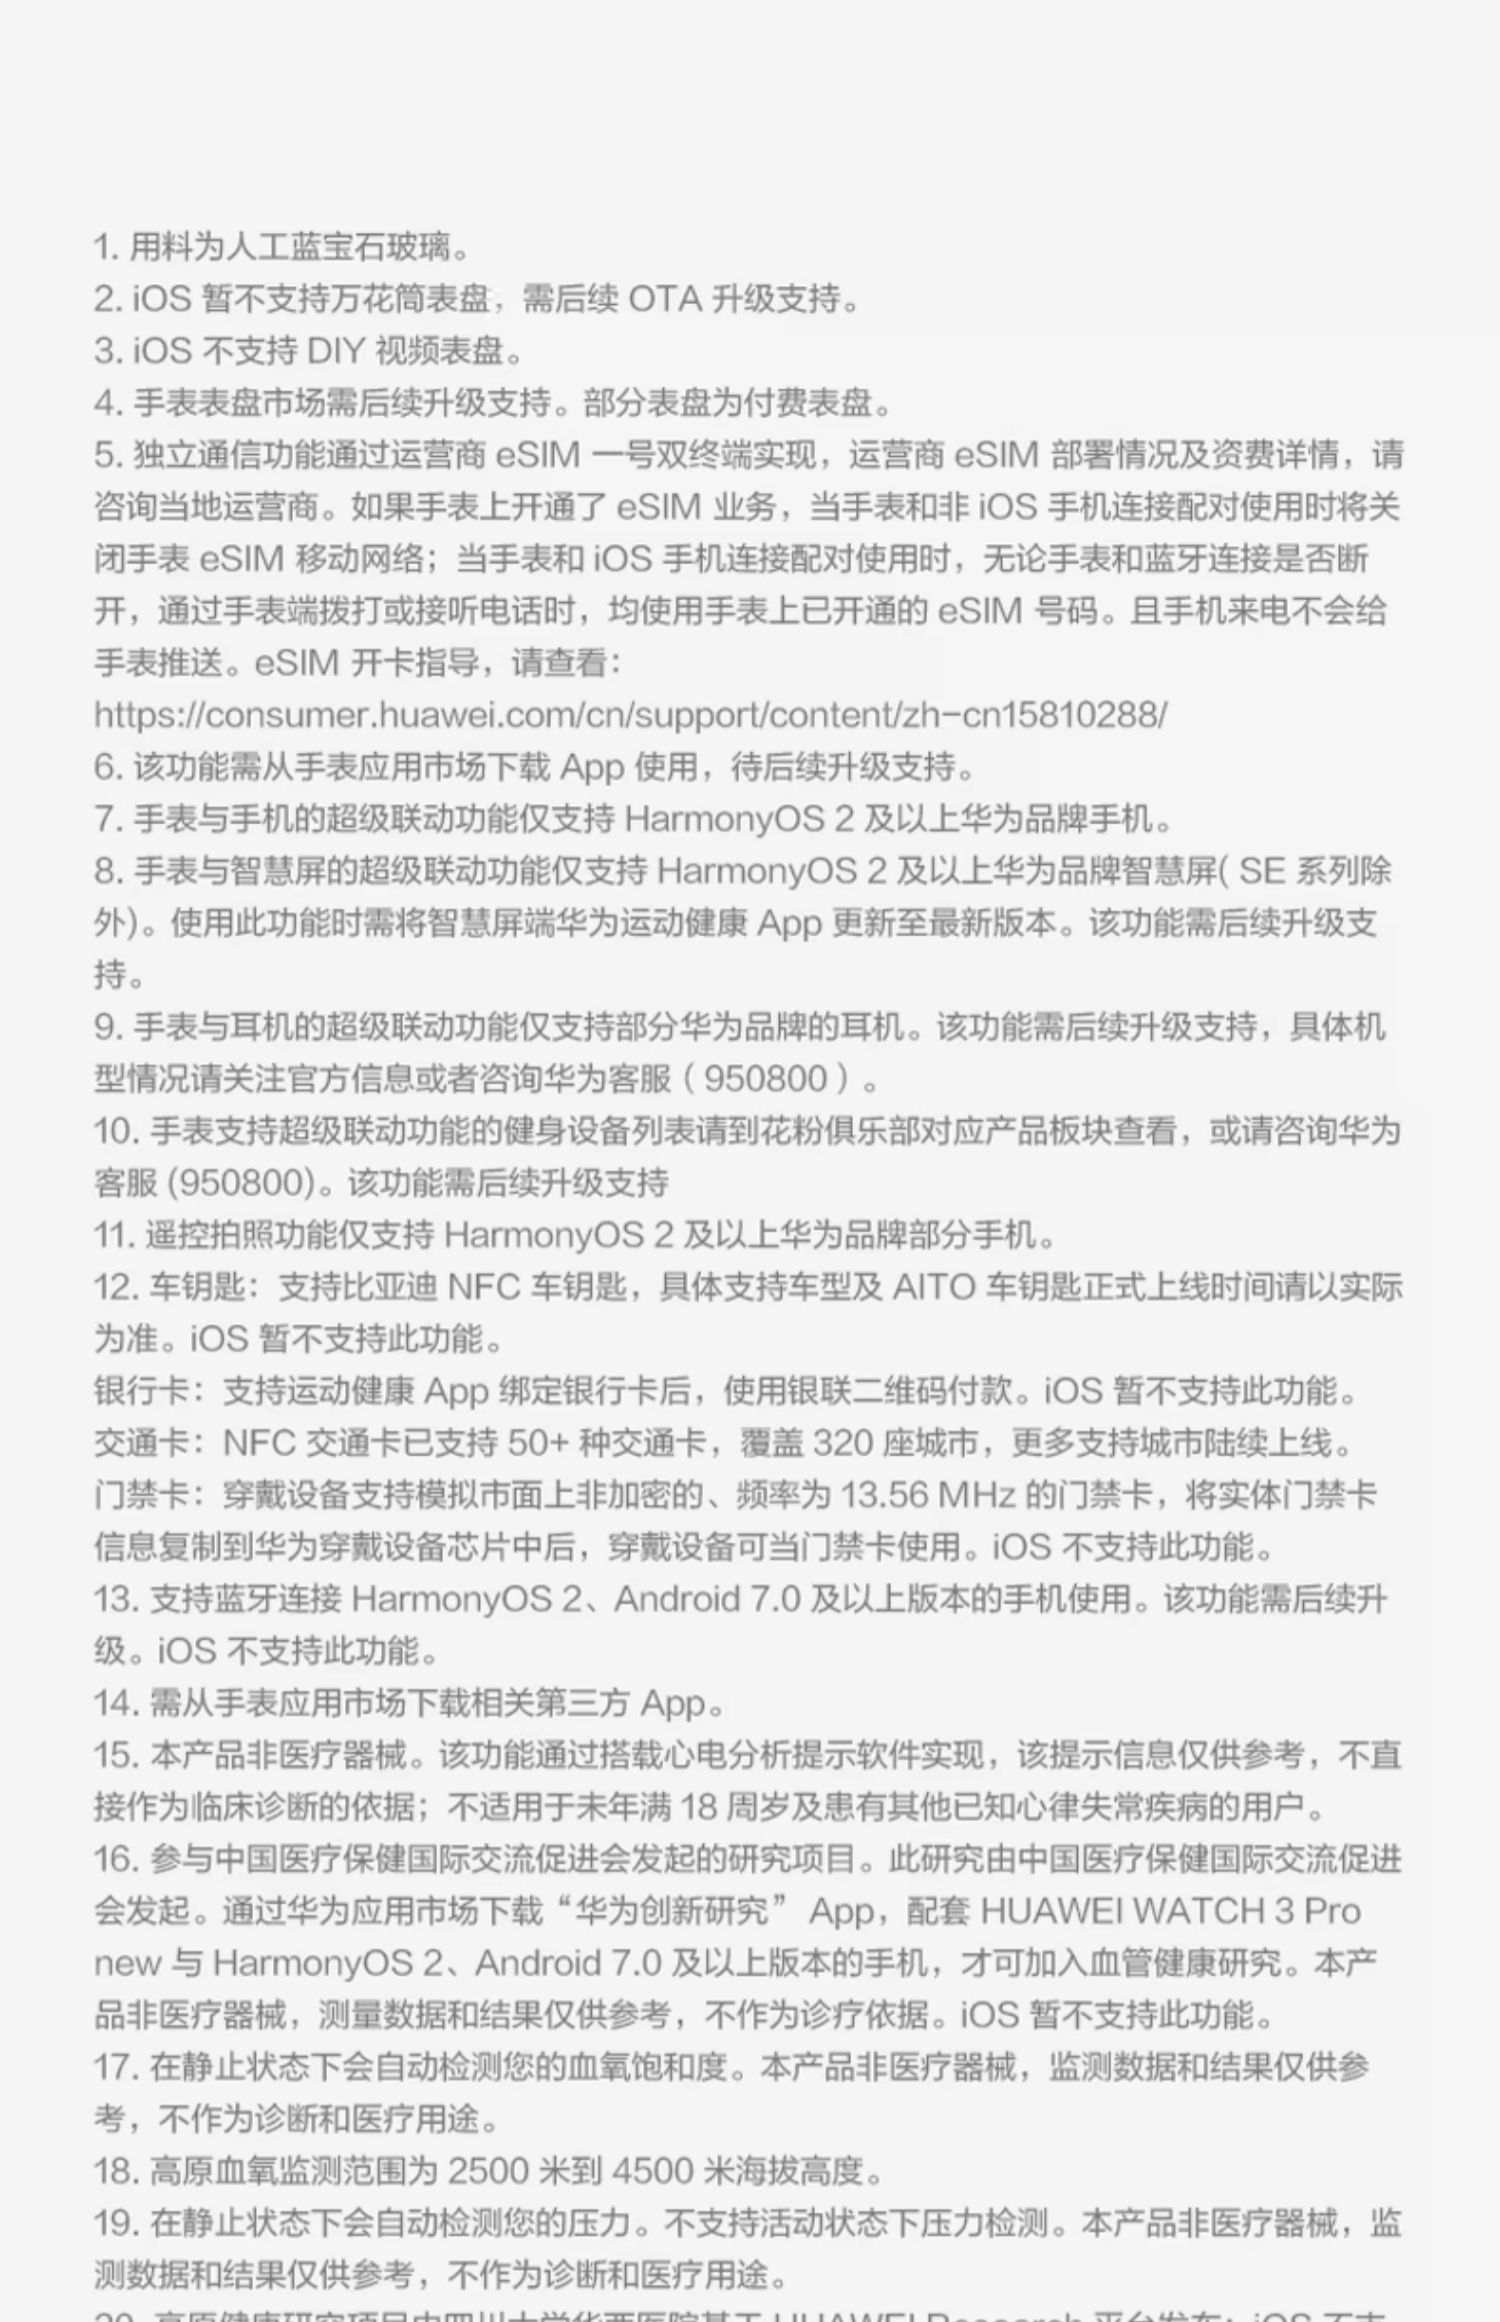 1. 用料为人工蓝宝石玻璃。
2. iOS 暂不支持万花筒表盘，需后续 OTA 升级支持。
3. iOS 不支持 DIY 视频表盘。
4. 手表表盘市场需后续升级支持。部分表盘为付费表盘。
5. 独立通信功能通过运营商 eSIM 一号双终端实现，运营商 eSIM 部署情况及资费详情，请
咨询当地运营商。如果手表上开通了 eSIM 业务，当手表和非 iOS 手机连接配对使用时将关
闭手表 eSIM 移动网络；当手表和 iOS 手机连接配对使用时，无论手表和蓝牙连接是否断
开，通过手表端拨打或接听电话时，均使用手表上已开通的 eSIM 号码。且手机来电不会给
手表推送。eSIM 开卡指导，请查看：
https://consumer.huawei.com/cn/support/content/zh-cn15810288/
6. 该功能需从手表应用市场下载 App 使用，待后续升级支持。
7. 手表与手机的超级联动功能仅支持 HarmonyOS 2 及以上华为品牌手机。
8. 手表与智慧屏的超级联动功能仅支持 HarmonyOS 2 及以上华为品牌智慧屏( SE 系列除
外)。使用此功能时需将智慧屏端华为运动健康 App 更新至最新版本。该功能需后续升级支
持。
9. 手表与耳机的超级联动功能仅支持部分华为品牌的耳机。该功能需后续升级支持，具体机
型情况请关注官方信息或者咨询华为客服（950800）。
10. 手表支持超级联动功能的健身设备列表请到花粉俱乐部对应产品板块查看，或请咨询华为
客服 (950800)。该功能需后续升级支持
11. 遥控拍照功能仅支持 HarmonyOS 2 及以上华为品牌部分手机。
12. 车钥匙：支持比亚迪 NFC 车钥匙，具体支持车型及 AITO 车钥匙正式上线时间请以实际
为准。iOS 暂不支持此功能。
银行卡：支持运动健康 App 绑定银行卡后，使用银联二维码付款。iOS 暂不支持此功能。
交通卡：NFC 交通卡已支持 50+ 种交通卡，覆盖 320 座城市，更多支持城市陆续上线。
门禁卡：穿戴设备支持模拟市面上非加密的、频率为 13.56 MHz 的门禁卡，将实体门禁卡
信息复制到华为穿戴设备芯片中后，穿戴设备可当门禁卡使用。iOS 不支持此功能。
13. 支持蓝牙连接 HarmonyOS 2、Android 7.0 及以上版本的手机使用。该功能需后续升
级。iOS 不支持此功能。
14. 需从手表应用市场下载相关第三方 App。
15. 本产品非医疗器械。该功能通过搭载心电分析提示软件实现，该提示信息仅供参考，不直
接作为临床诊断的依据；不适用于未年满 18 周岁及患有其他已知心律失常疾病的用户。
16. 参与中国医疗保健国际交流促进会发起的研究项目。此研究由中国医疗保健国际交流促进
会发起。通过华为应用市场下载“华为创新研究” App，配套 HUAWEI WATCH 3 Pro
new 与 HarmonyOS 2、Android 7.0 及以上版本的手机，才可加入血管健康研究。本产
品非医疗器械，测量数据和结果仅供参考，不作为诊疗依据。iOS 暂不支持此功能。
17. 在静止状态下会自动检测您的血氧饱和度。本产品非医疗器械，监测数据和结果仅供参
考，不作为诊断和医疗用途。
18. 高原血氧监测范围为 2500 米到 4500 米海拔高度。
19. 在静止状态下会自动检测您的压力。不支持活动状态下压力检测。本产品非医疗器械，监
测数据和结果仅供参考，不作为诊断和医疗用途。
20. 高原健康研究项目由四川大学华西医院基于 HUAWEI Research 平台发布；iOS 不支